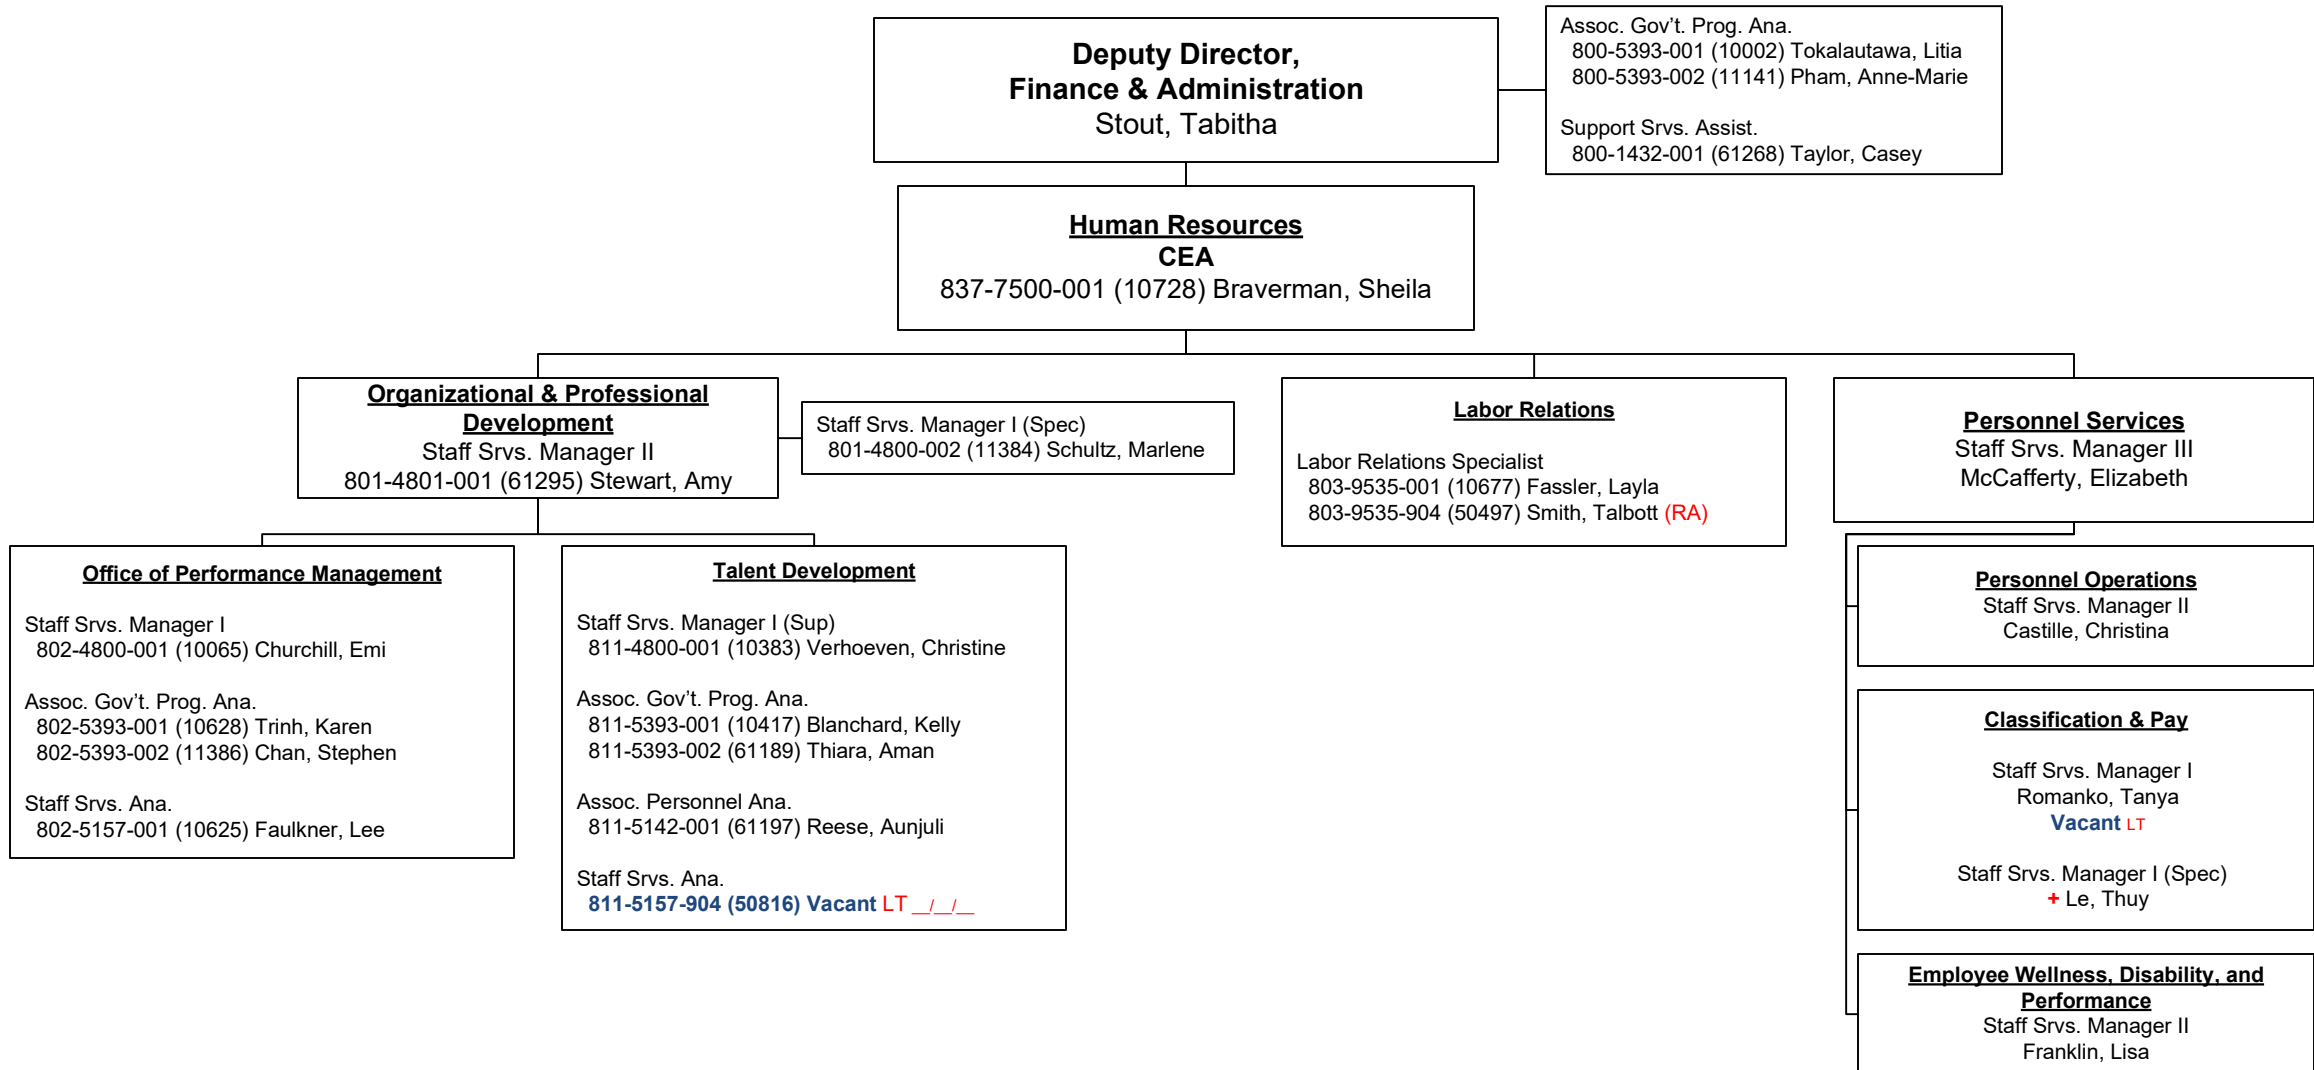 Deputy Director,
Finance & Administration
Stout, Tabitha
Assoc. Gov’t. Prog. Ana.
800-5393-001 (10002) Tokalautawa, Litia
800-5393-002 (11141) Pham, Anne-Marie
Support Srvs. Assist.
800-1432-001 (61268) Taylor, Casey
Human Resources
CEA
837-7500-001 (10728) Braverman, Sheila
Organizational & Professional
Development
Staff Srvs. Manager II
801-4801-001 (61295) Stewart, Amy
Staff Srvs. Manager I (Spec)
801-4800-002 (11384) Schultz, Marlene
Labor Relations
Labor Relations Specialist
803-9535-001 (10677) Fassler, Layla
803-9535-904 (50497) Smith, Talbott (RA)
Personnel Services
Staff Srvs. Manager III
McCafferty, Elizabeth
Office of Performance Management
Staff Srvs. Manager I
802-4800-001 (10065) Churchill, Emi
Assoc. Gov’t. Prog. Ana.
802-5393-001 (10628) Trinh, Karen
802-5393-002 (11386) Chan, Stephen
Staff Srvs. Ana.
802-5157-001 (10625) Faulkner, Lee
Talent Development
Staff Srvs. Manager I (Sup)
811-4800-001 (10383) Verhoeven, Christine
Assoc. Gov’t. Prog. Ana.
811-5393-001 (10417) Blanchard, Kelly
811-5393-002 (61189) Thiara, Aman
Assoc. Personnel Ana.
811-5142-001 (61197) Reese, Aunjuli
Staff Srvs. Ana.
811-5157-904 (50816) Vacant LT __/__/__
Personnel Operations
Staff Srvs. Manager II
Castille, Christina
Classification & Pay
Staff Srvs. Manager I
Romanko, Tanya
Vacant LT
Staff Srvs. Manager I (Spec)
+ Le, Thuy
Employee Wellness, Disability, and
Performance
Staff Srvs. Manager II
Franklin, Lisa